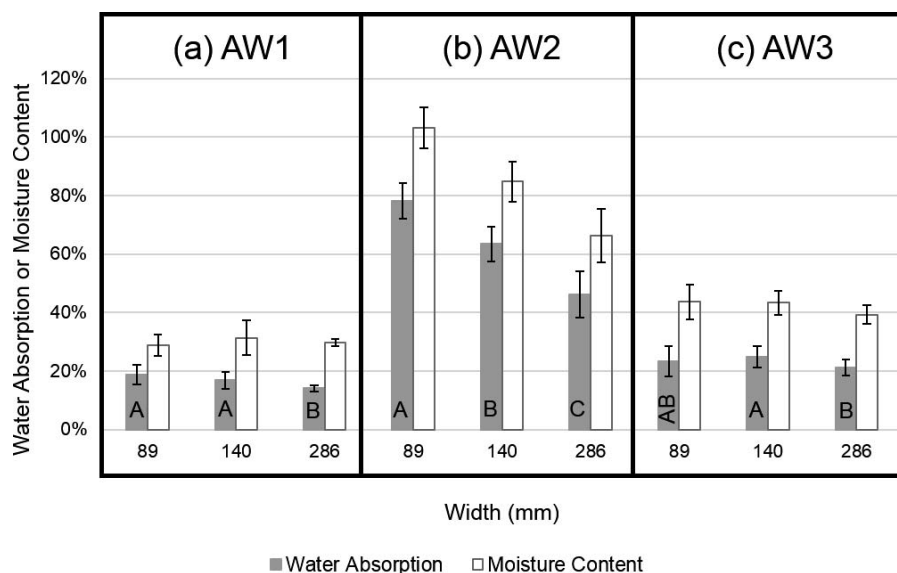 (a) AW1 (b) AW2 (c) AW3
Water Absorption or Moisture Content
120%
100%
80%
60%
40%
20%
0%
A A B A B C AB A B
89 140 286 89 140 286 89 140 286
Width (mm)
Water Absorption Moisture Content